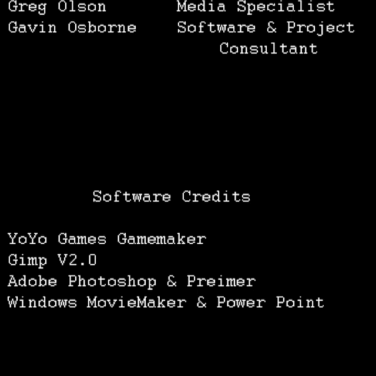 Greg Olson Media Specialist
Gavin Osborne Software & Project
Consultant
Software Credits
YoYo Games Gamemaker
Gimp V2.0
Adobe Photoshop & Preimer
Windows MovieMaker & Power Point